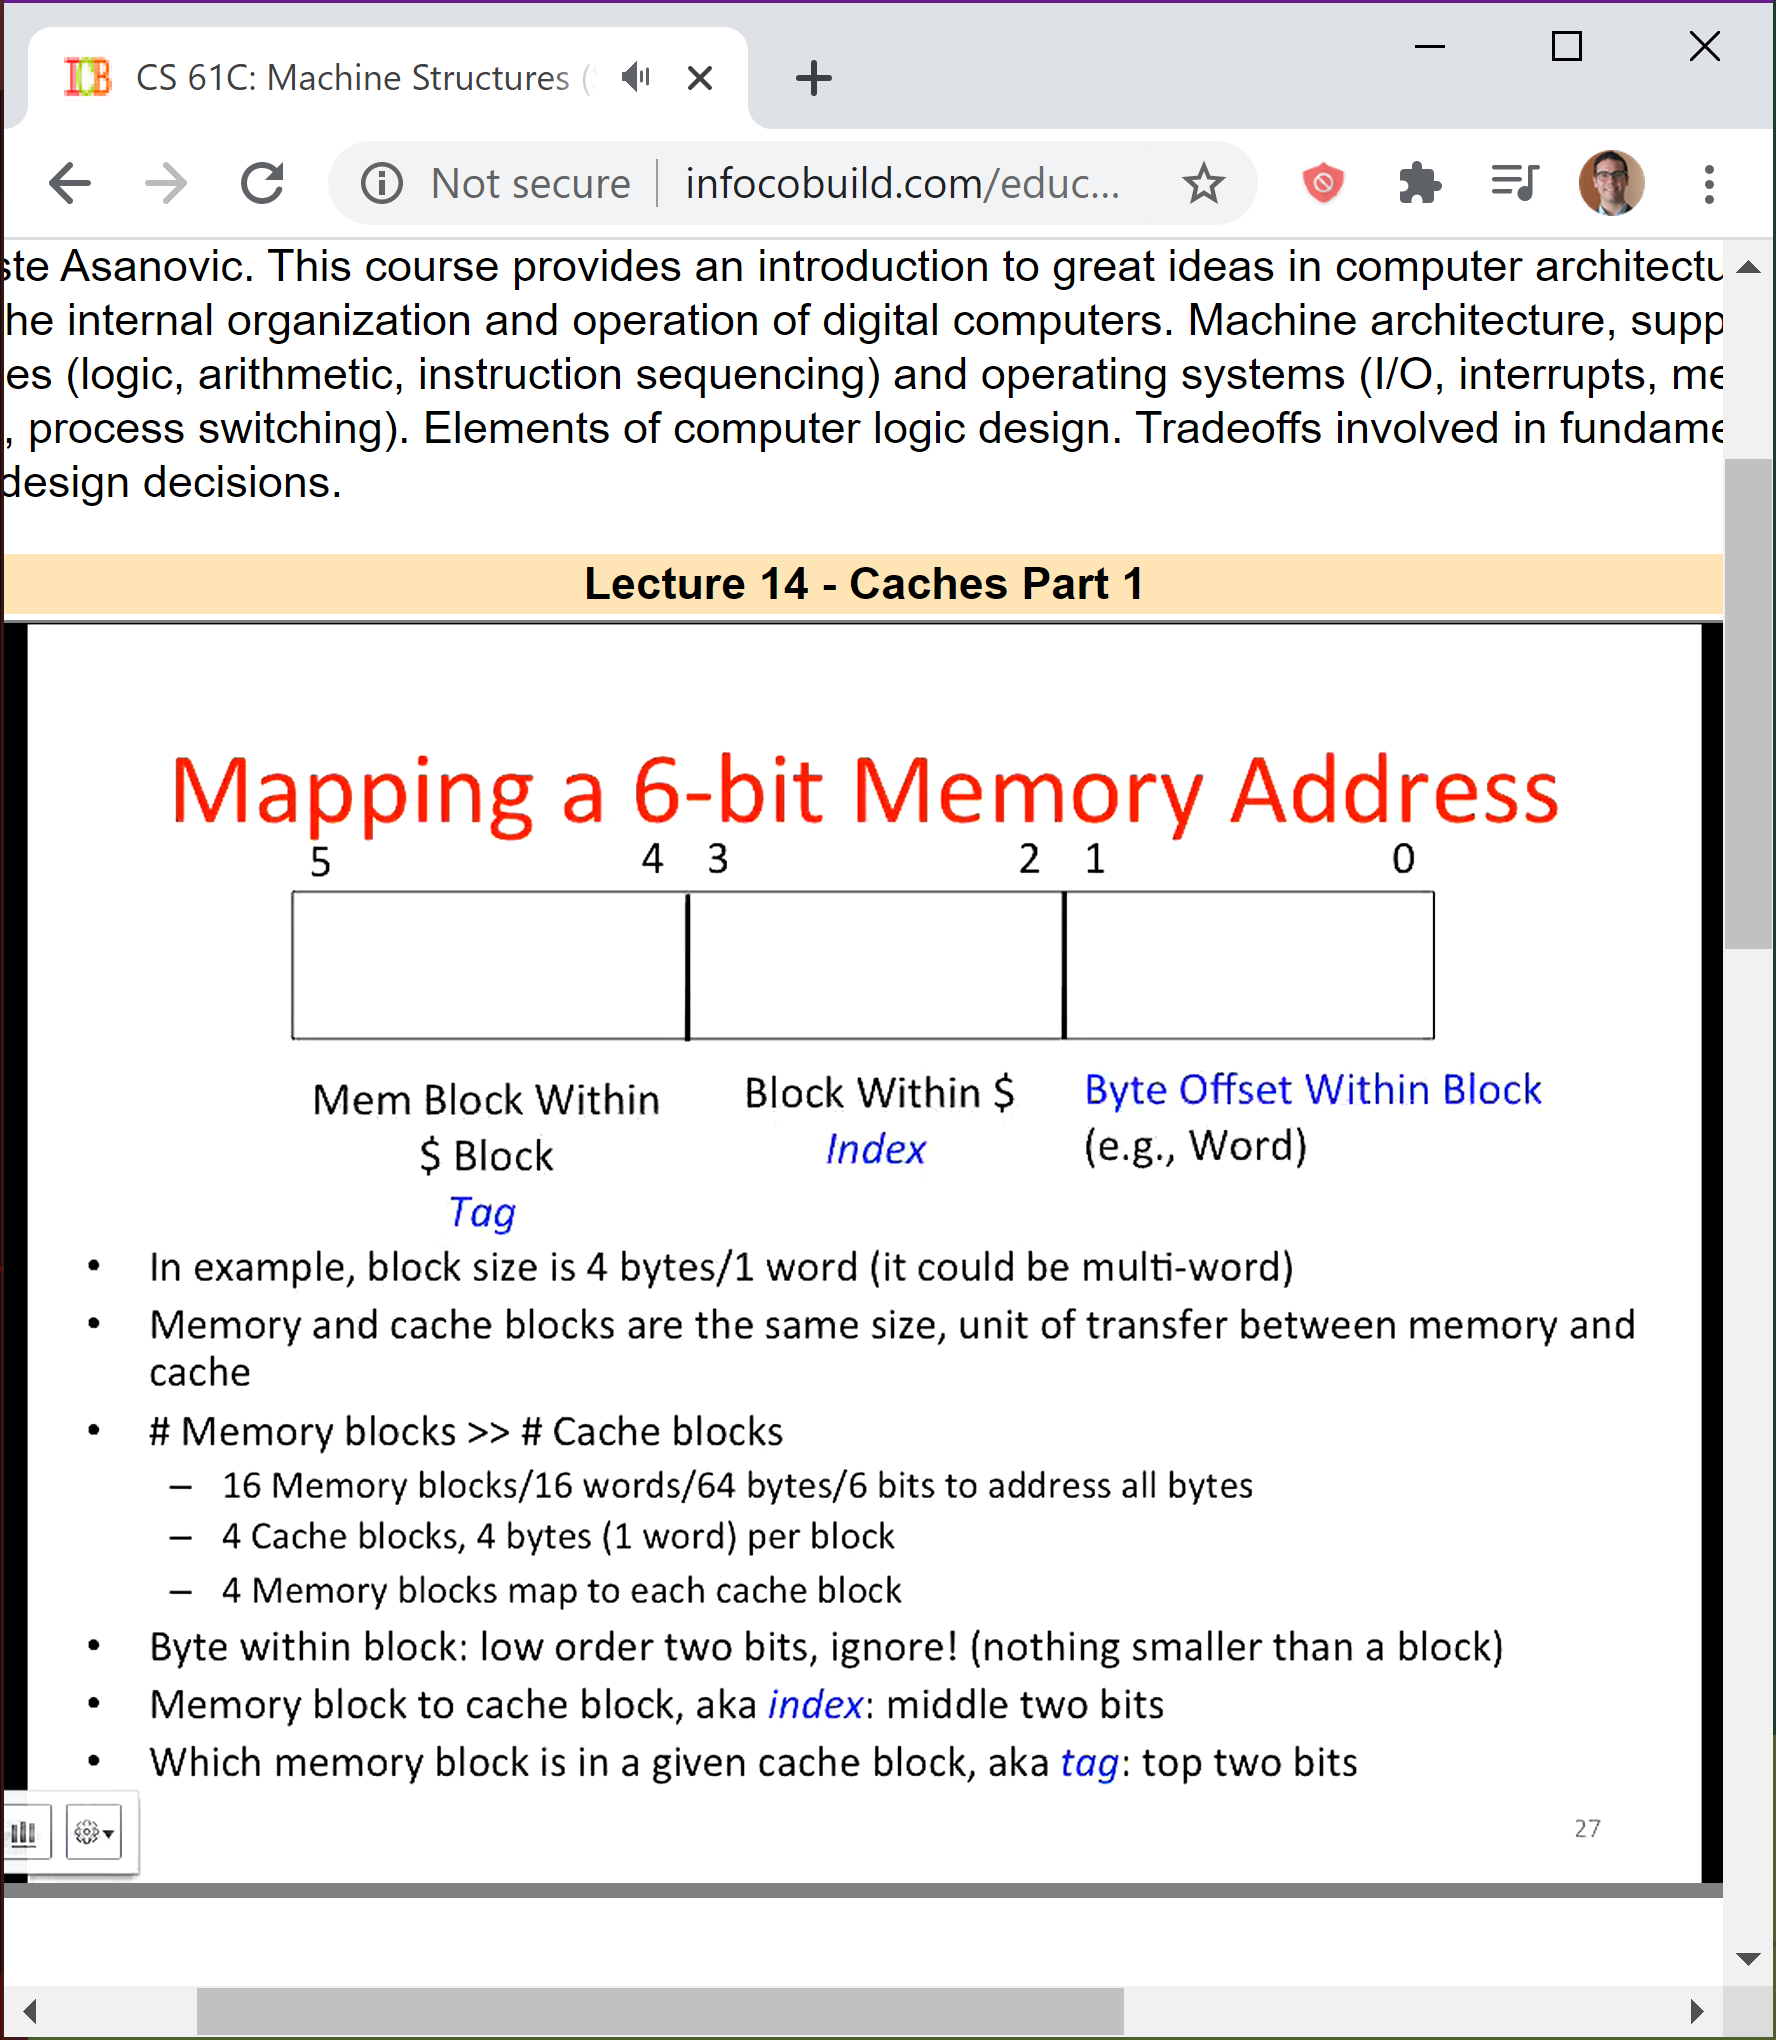 CS 61C: Machine Structures (
Not secure infocobuild.com/educ...
ste Asanovic. This course provides an introduction to great ideas in computer architectu
he internal organization and operation of digital computers. Machine architecture, supp
es (logic, arithmetic, instruction sequencing) and operating systems (I/O, interrupts, me
, process switching). Elements of computer logic design. Tradeoffs involved in fundame
design decisions.
Lecture 14 - Caches Part 1
Mapping a 6-bit Memory Address
5 4 3 2 1 0
Mem Block Within
$ Block
Tag
Block Within $
Index
Byte Offset Within Block
(e.g., Word)
• In example, block size is 4 bytes/1 word (it could be multi-word)
• Memory and cache blocks are the same size, unit of transfer between memory and
cache
• # Memory blocks >> # Cache blocks
– 16 Memory blocks/16 words/64 bytes/6 bits to address all bytes
– 4 Cache blocks, 4 bytes (1 word) per block
– 4 Memory blocks map to each cache block
• Byte within block: low order two bits, ignore! (nothing smaller than a block)
• Memory block to cache block, aka index: middle two bits
• Which memory block is in a given cache block, aka tag: top two bits
27